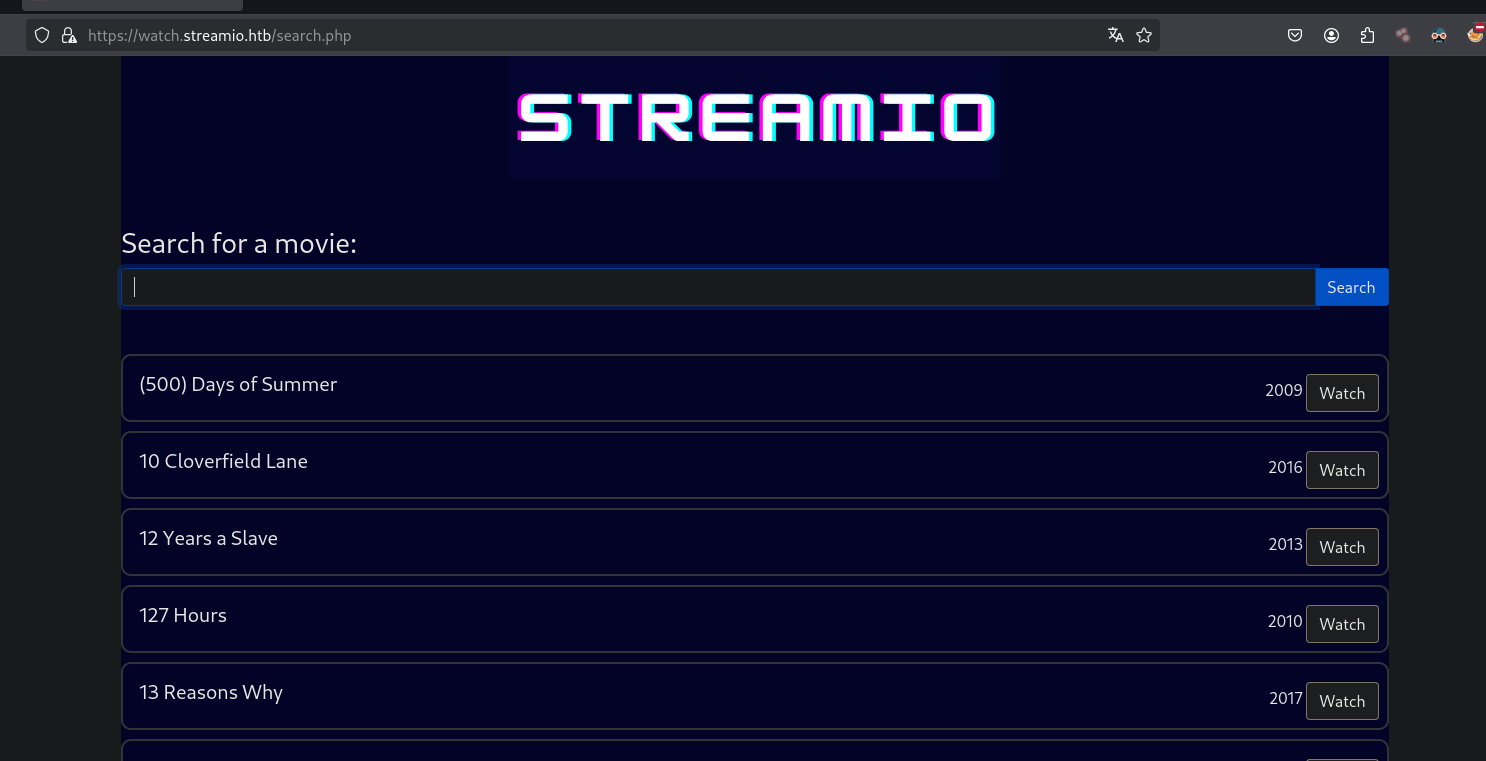 https://watch.streamio.htb/search.php
STREAMIO
Search for a movie:
Search
(500) Days of Summer
2009 Watch
10 Cloverfield Lane
2016 Watch
12 Years a Slave
2013 Watch
127 Hours
2010 Watch
13 Reasons Why
2017 Watch